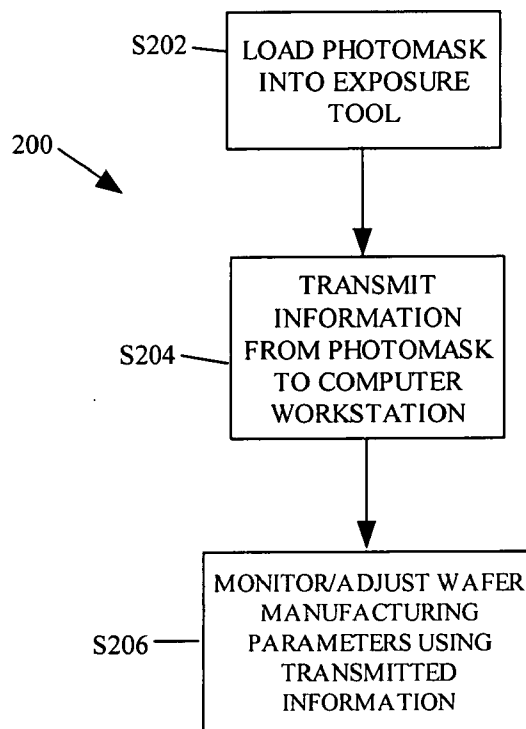 S202
LOAD PHOTOMASK
INTO EXPOSURE
TOOL
200
S204
TRANSMIT
INFORMATION
FROM PHOTOMASK
TO COMPUTER
WORKSTATION
S206
MONITOR/ADJUST WAFER
MANUFACTURING
PARAMETERS USING
TRANSMITTED
INFORMATION